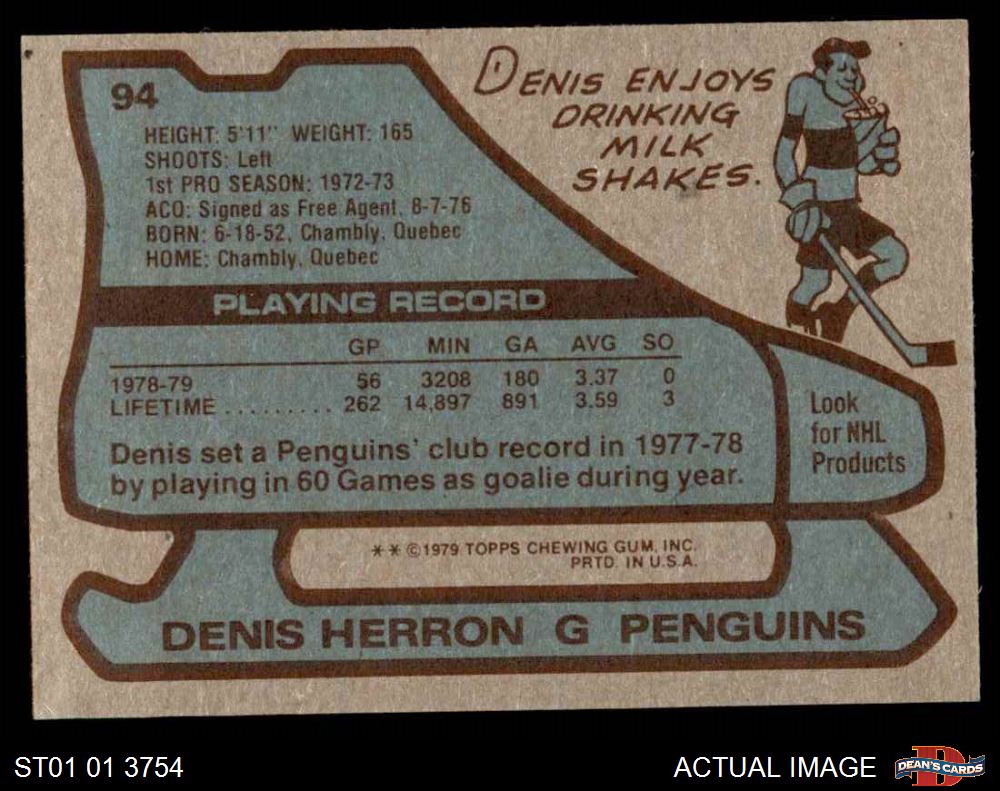 94
HEIGHT: 5'11" WEIGHT: 165
SHOOTS: Left
1st PRO SEASON: 1972-73
ACQ: Signed as Free Agent, 8-7-76
BORN: 6-18-52, Chambly, Quebec
HOME: Chambly, Quebec
DENIS ENJOYS
DRINKING
MILK
SHAKES.
PLAYING RECORD
GP MIN GA AVG SO
1978-79 56 3208 180 3.37 0
LIFETIME .......... 262 14,897 891 3.59 3
Denis set a Penguins' club record in 1977-78
by playing in 60 Games as goalie during year.
Look
for NHL
Products
** ©1979 TOPPS CHEWING GUM, INC.
PRTD. IN U.S.A.
DENIS HERRON G PENGUINS
ST01 01 3754
ACTUAL IMAGE
DEAN'S CARDS